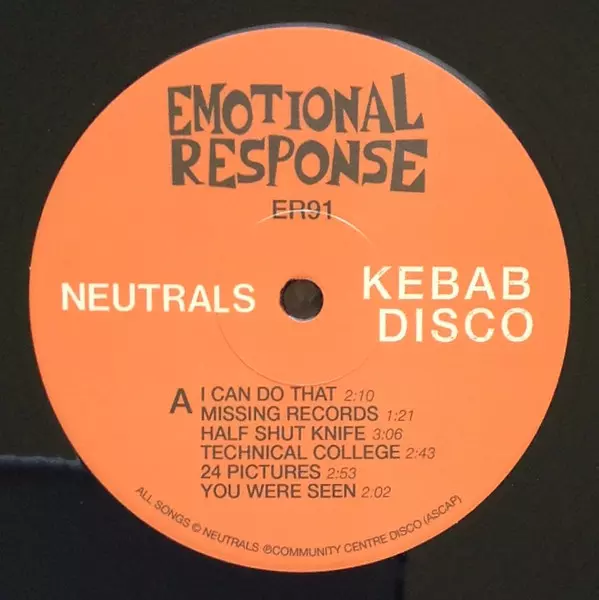 EMOTIONAL
RESPONSE
ER91
NEUTRALS
KEBAB
DISCO
A
I CAN DO THAT 2:10
MISSING RECORDS 1:21
HALF SHUT KNIFE 3:06
TECHNICAL COLLEGE 2:43
24 PICTURES 2:53
YOU WERE SEEN 2:02
ALL SONGS © NEUTRALS ℗COMMUNITY CENTRE DISCO (ASCAP)